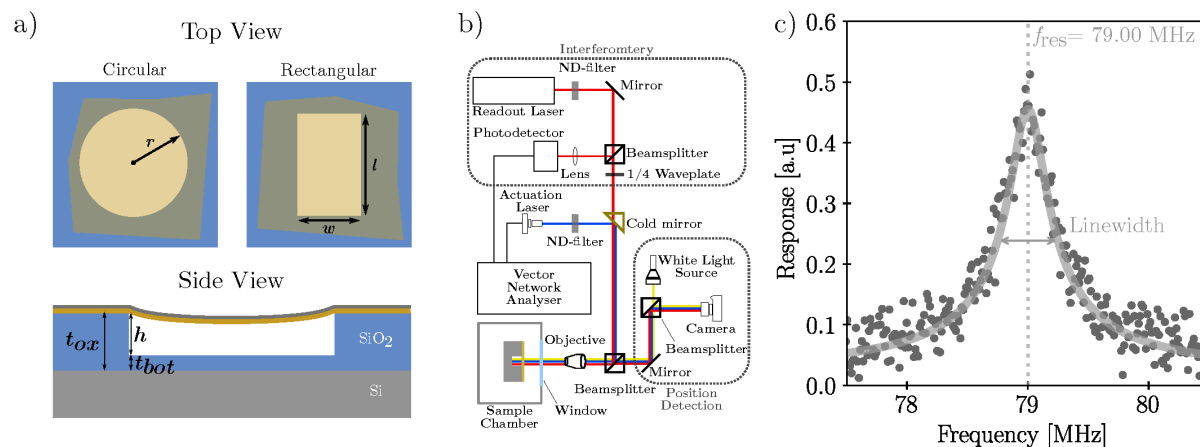 a)
Top View
Circular
Rectangular
r
l
w
Side View
t_ox
h
t_bot
SiO₂
Si
b)
Interferomtery
ND-filter
Mirror
Readout Laser
Photodetector
Beamsplitter
Lens
1/4 Waveplate
Actuation
Laser
Cold mirror
ND-filter
White Light
Source
Vector
Network
Analyser
Camera
Objective
Beamsplitter
Mirror
Beamsplitter
Window
Sample
Chamber
Position
Detection
c)
f_res= 79.00 MHz
Linewidth
Response [a.u]
0.6
0.5
0.4
0.3
0.2
0.1
0.0
78
79
80
Frequency [MHz]